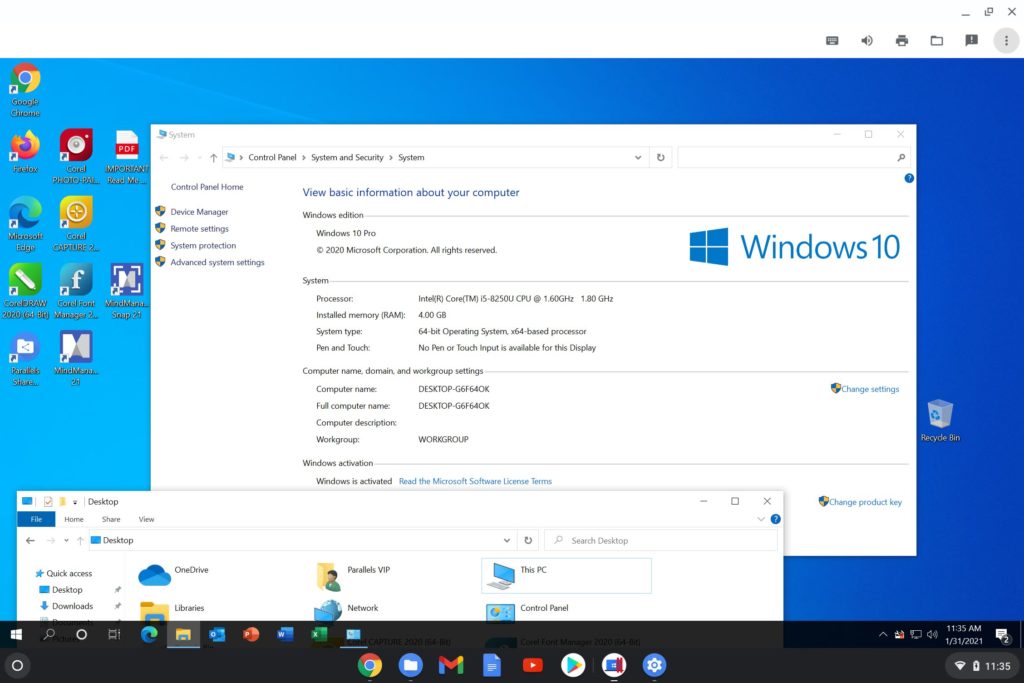 Google
Chrome
Firefox
Corel
PHOTO-PAI...
PDF
IMPORTANT
Read Me ...
Microsoft
Edge
Corel
CAPTURE 2...
CorelDRAW
2020 (64-Bit)
Corel Font
Manager 2...
MindMana...
Snap 21
Parallels
Share...
MindMana...
21
Recycle Bin
System
Control Panel > System and Security > System
Control Panel Home
Device Manager
Remote settings
System protection
Advanced system settings
View basic information about your computer
Windows edition
Windows 10 Pro
© 2020 Microsoft Corporation. All rights reserved.
Windows 10
System
Processor: Intel(R) Core(TM) i5-8250U CPU @ 1.60GHz 1.80 GHz
Installed memory (RAM): 4.00 GB
System type: 64-bit Operating System, x64-based processor
Pen and Touch: No Pen or Touch Input is available for this Display
Computer name, domain, and workgroup settings
Computer name: DESKTOP-G6F64OK
Change settings
Full computer name: DESKTOP-G6F64OK
Computer description:
Workgroup: WORKGROUP
Windows activation
Windows is activated Read the Microsoft Software License Terms
Change product key
Desktop
File Home Share View
Desktop
Search Desktop
Quick access
Desktop
Downloads
Documents
Pictures
OneDrive
Parallels VIP
This PC
Libraries
Network
Control Panel
Corel CAPTURE 2020 (64-Bit)
Corel Font Manager 2020 (64-Bit)
11:35 AM
1/31/2021
2
11:35